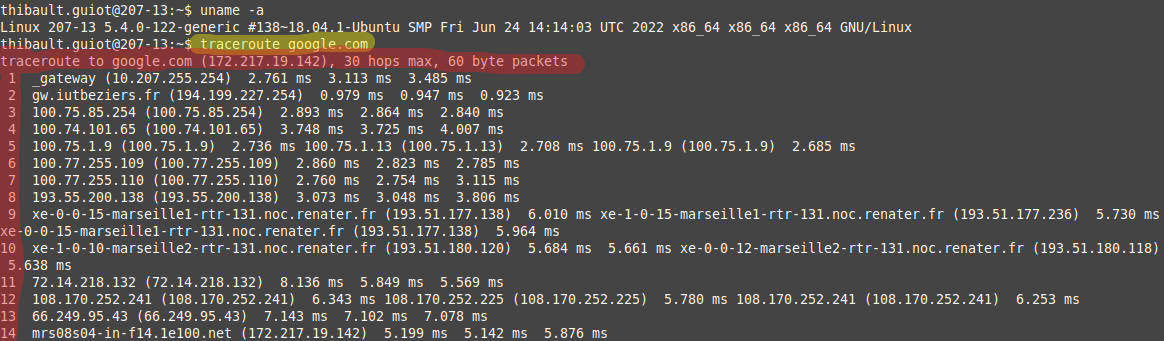 thibault.guiot@207-13:~$ uname -a
Linux 207-13 5.4.0-122-generic #138~18.04.1-Ubuntu SMP Fri Jun 24 14:14:03 UTC 2022 x86_64 x86_64 x86_64 GNU/Linux
thibault.guiot@207-13:~$ traceroute google.com
traceroute to google.com (172.217.19.142), 30 hops max, 60 byte packets
 1  _gateway (10.207.255.254)  2.761 ms  3.113 ms  3.485 ms
 2  gw.iutbeziers.fr (194.199.227.254)  0.979 ms  0.947 ms  0.923 ms
 3  100.75.85.254 (100.75.85.254)  2.893 ms  2.864 ms  2.840 ms
 4  100.74.101.65 (100.74.101.65)  3.748 ms  3.725 ms  4.007 ms
 5  100.75.1.9 (100.75.1.9)  2.736 ms 100.75.1.13 (100.75.1.13)  2.708 ms 100.75.1.9 (100.75.1.9)  2.685 ms
 6  100.77.255.109 (100.77.255.109)  2.860 ms  2.823 ms  2.785 ms
 7  100.77.255.110 (100.77.255.110)  2.760 ms  2.754 ms  3.115 ms
 8  193.55.200.138 (193.55.200.138)  3.073 ms  3.048 ms  3.806 ms
 9  xe-0-0-15-marseille1-rtr-131.noc.renater.fr (193.51.177.138)  6.010 ms xe-1-0-15-marseille1-rtr-131.noc.renater.fr (193.51.177.236)  5.730 ms
xe-0-0-15-marseille1-rtr-131.noc.renater.fr (193.51.177.138)  5.964 ms
10  xe-1-0-10-marseille2-rtr-131.noc.renater.fr (193.51.180.120)  5.684 ms  5.661 ms xe-0-0-12-marseille2-rtr-131.noc.renater.fr (193.51.180.118)
 5.638 ms
11  72.14.218.132 (72.14.218.132)  8.136 ms  5.849 ms  5.569 ms
12  108.170.252.241 (108.170.252.241)  6.343 ms 108.170.252.225 (108.170.252.225)  5.780 ms 108.170.252.241 (108.170.252.241)  6.253 ms
13  66.249.95.43 (66.249.95.43)  7.143 ms  7.102 ms  7.078 ms
14  mrs08s04-in-f14.1e100.net (172.217.19.142)  5.199 ms  5.142 ms  5.876 ms